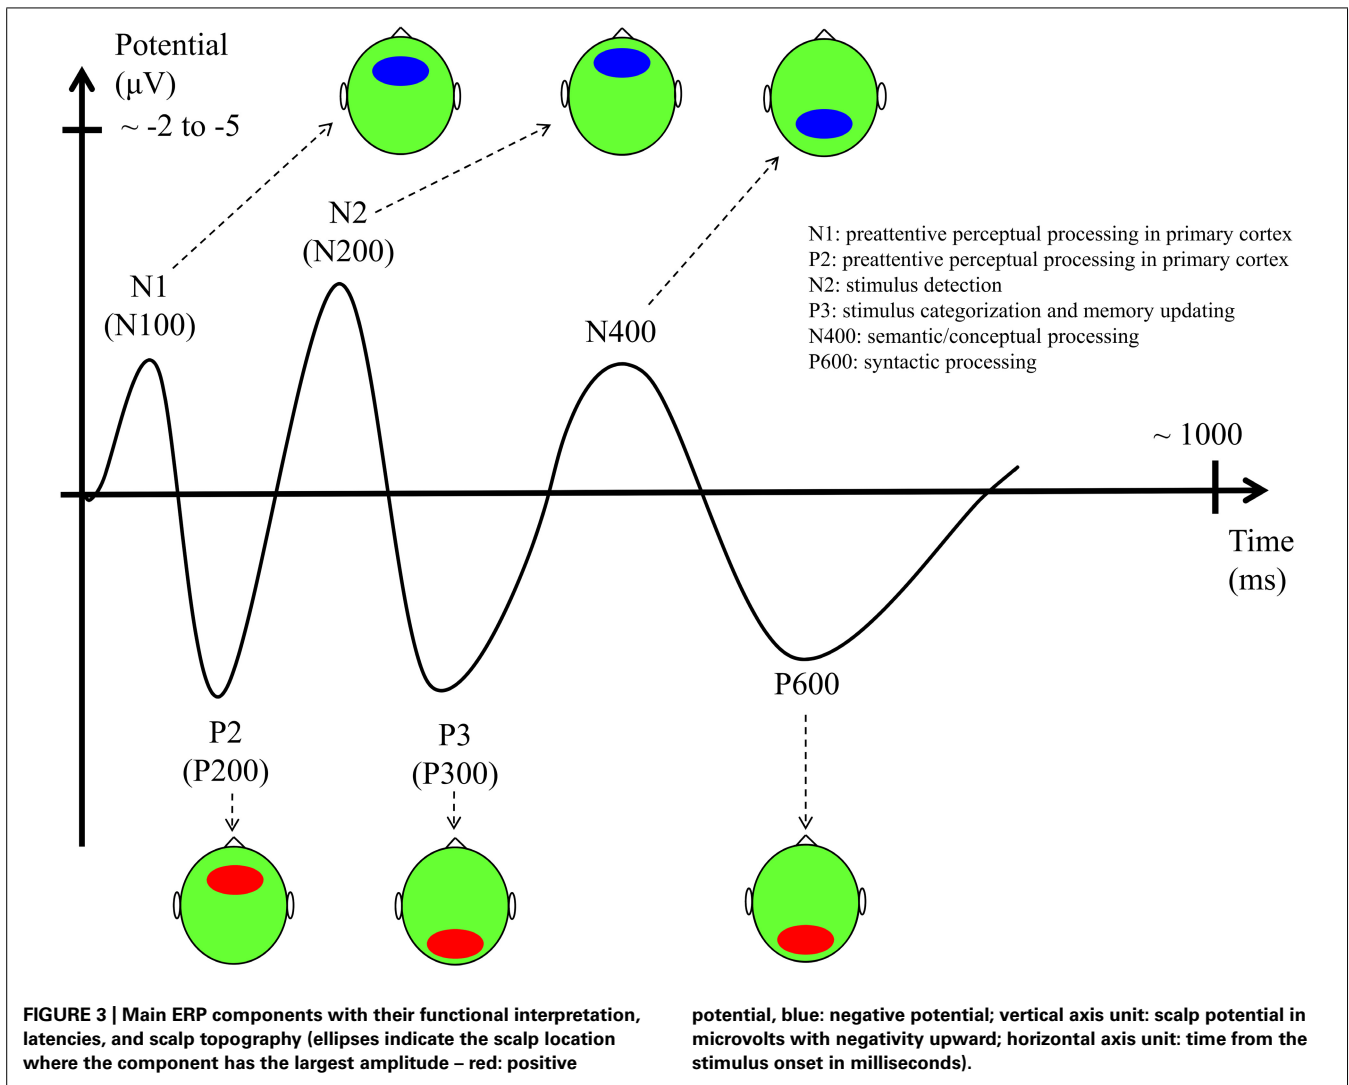 Potential
(μV)
~ -2 to -5
N2
(N200)
N1
(N100)
N400
N1: preattentive perceptual processing in primary cortex
P2: preattentive perceptual processing in primary cortex
N2: stimulus detection
P3: stimulus categorization and memory updating
N400: semantic/conceptual processing
P600: syntactic processing
~ 1000
Time
(ms)
P600
P2
(P200)
P3
(P300)
FIGURE 3 | Main ERP components with their functional interpretation,
latencies, and scalp topography (ellipses indicate the scalp location
where the component has the largest amplitude – red: positive
potential, blue: negative potential; vertical axis unit: scalp potential in
microvolts with negativity upward; horizontal axis unit: time from the
stimulus onset in milliseconds).